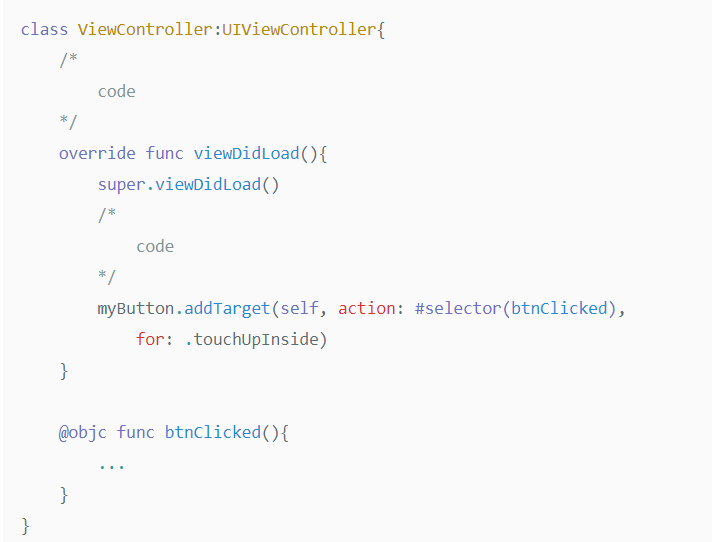 class ViewController:UIViewController{
    /*
        code
    */
    override func viewDidLoad(){
        super.viewDidLoad()
        /*
            code
        */
        myButton.addTarget(self, action: #selector(btnClicked),
            for: .touchUpInside)
    }

    @objc func btnClicked(){
        ...
    }
}